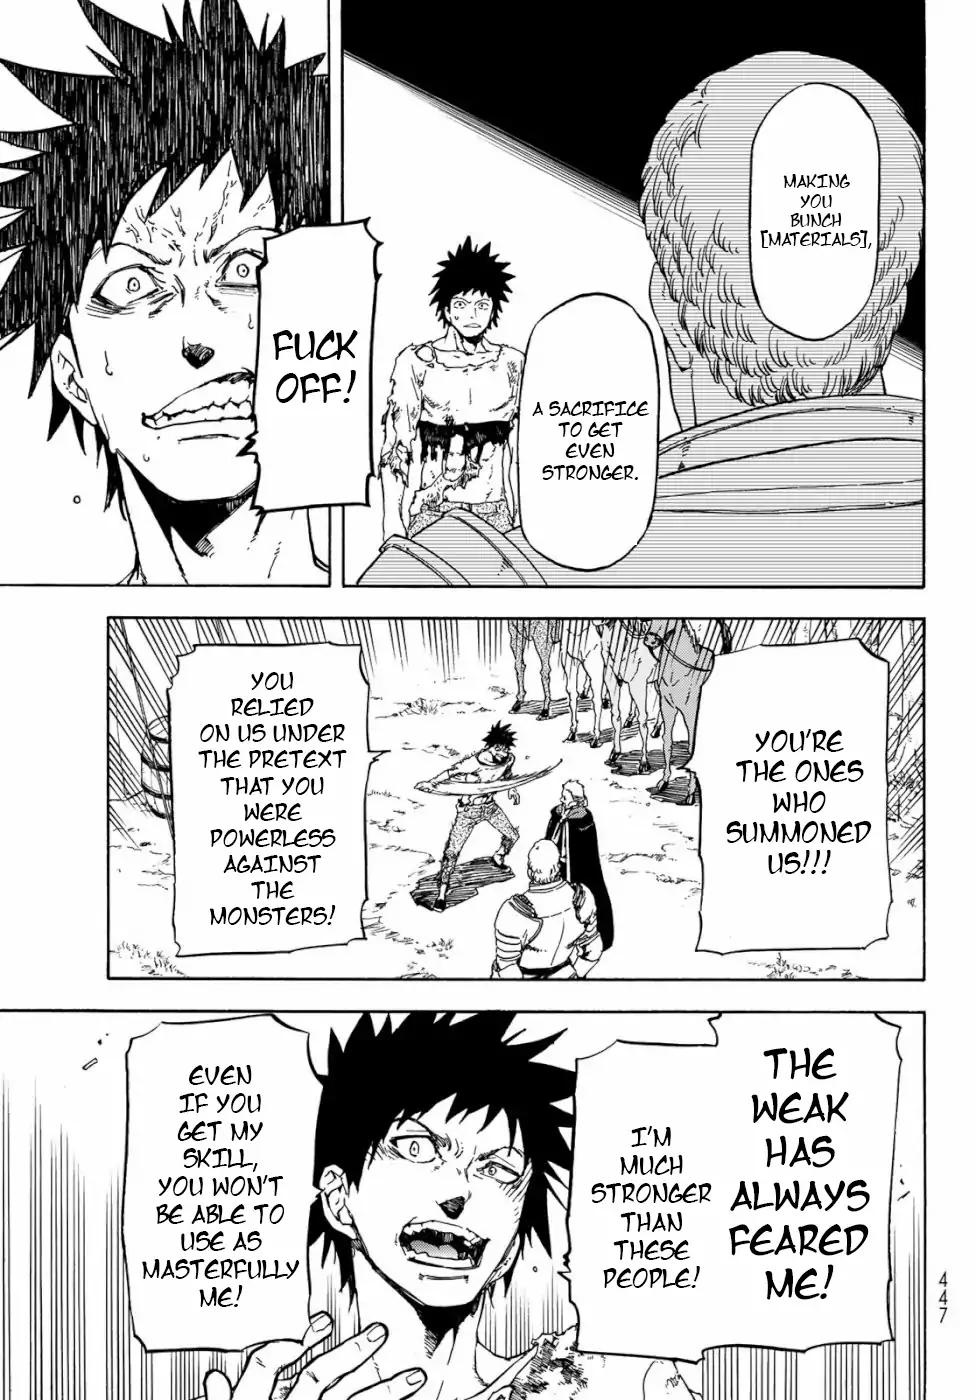 MAKING
YOU
BUNCH
[MATERIALS],
A SACRIFICE
TO GET
EVEN
STRONGER.
FUCK
OFF!
YOU'RE
THE ONES
WHO
SUMMONED
US!!!
YOU
RELIED
ON US UNDER
THE PRETEXT
THAT YOU
WERE
POWERLESS
AGAINST
THE
MONSTERS!
THE
WEAK
HAS
ALWAYS
FEARED
ME!
I'M
MUCH
STRONGER
THAN
THESE
PEOPLE!
EVEN
IF YOU
GET MY
SKILL,
YOU WON'T
BE ABLE TO
USE AS
MASTERFULLY
ME!
447